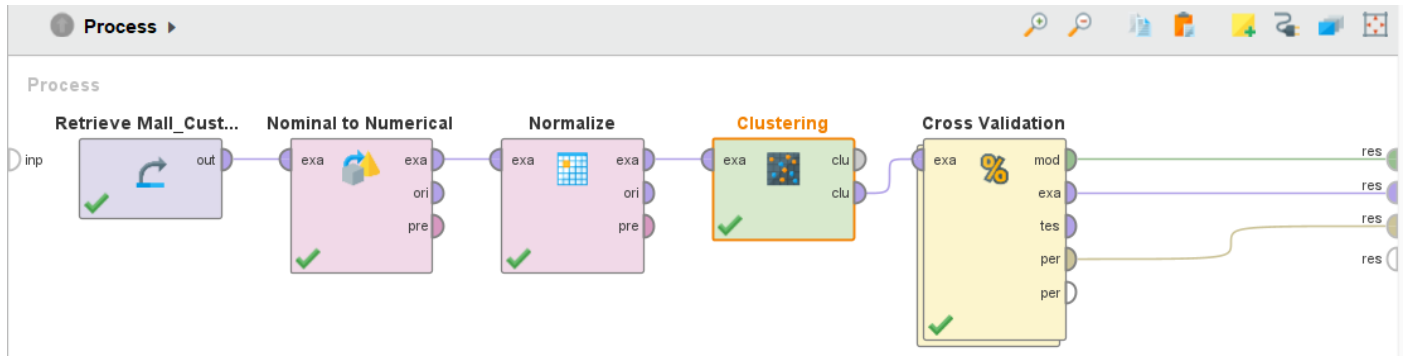 Process
Process
Retrieve Mall_Cust... Nominal to Numerical Normalize Clustering Cross Validation
inp out exa exa exa exa exa clu exa mod res
ori ori clu exa res
pre pre tes res
per res
per